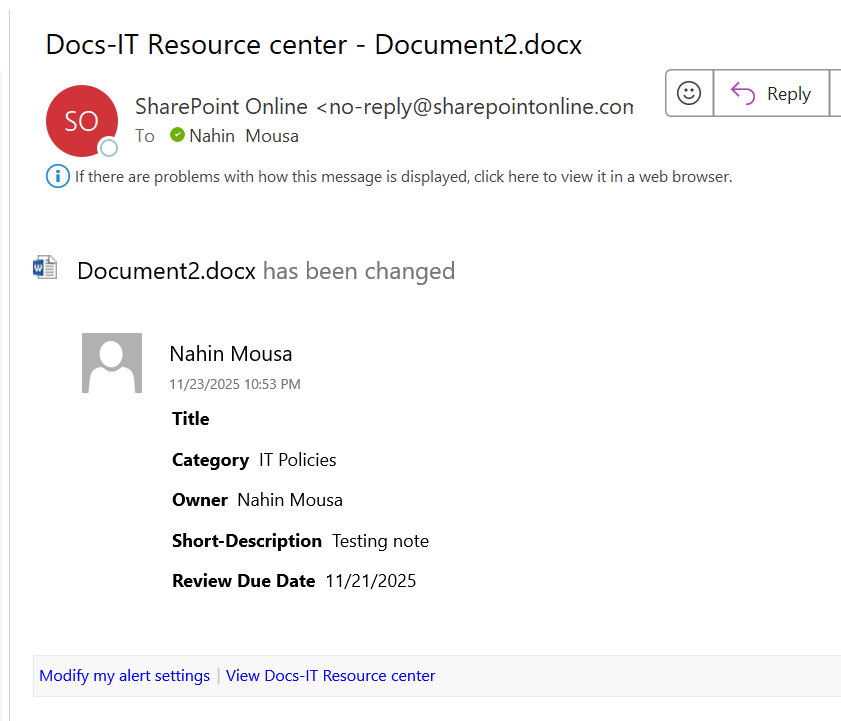 Docs-IT Resource center - Document2.docx
SO
SharePoint Online <no-reply@sharepointonline.com
Reply
To Nahin Mousa
If there are problems with how this message is displayed, click here to view it in a web browser.
Document2.docx has been changed
Nahin Mousa
11/23/2025 10:53 PM
Title
Category IT Policies
Owner Nahin Mousa
Short-Description Testing note
Review Due Date 11/21/2025
Modify my alert settings | View Docs-IT Resource center